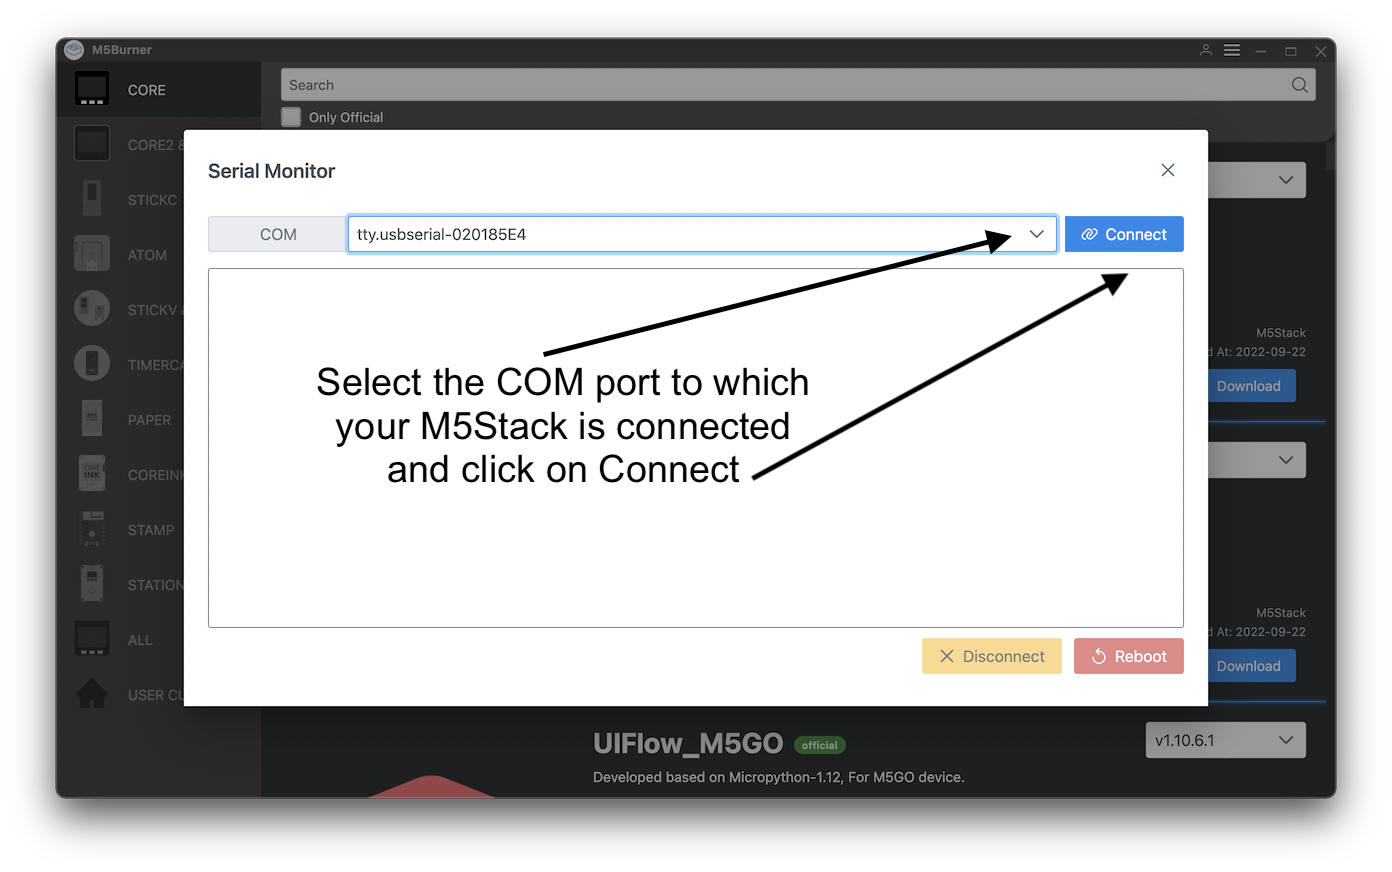 M5Burner
CORE
Search
Only Official
CORE2 &
STICKC
ATOM
STICKV
TIMERCA
PAPER
COREINK
STAMP
STATION
ALL
USER CU
Serial Monitor
COM
tty.usbserial-020185E4
Connect
Select the COM port to which
your M5Stack is connected
and click on Connect
Disconnect
Reboot
M5Stack
d At: 2022-09-22
Download
M5Stack
d At: 2022-09-22
Download
UIFlow_M5GO official
v1.10.6.1
Developed based on Micropython-1.12, For M5GO device.